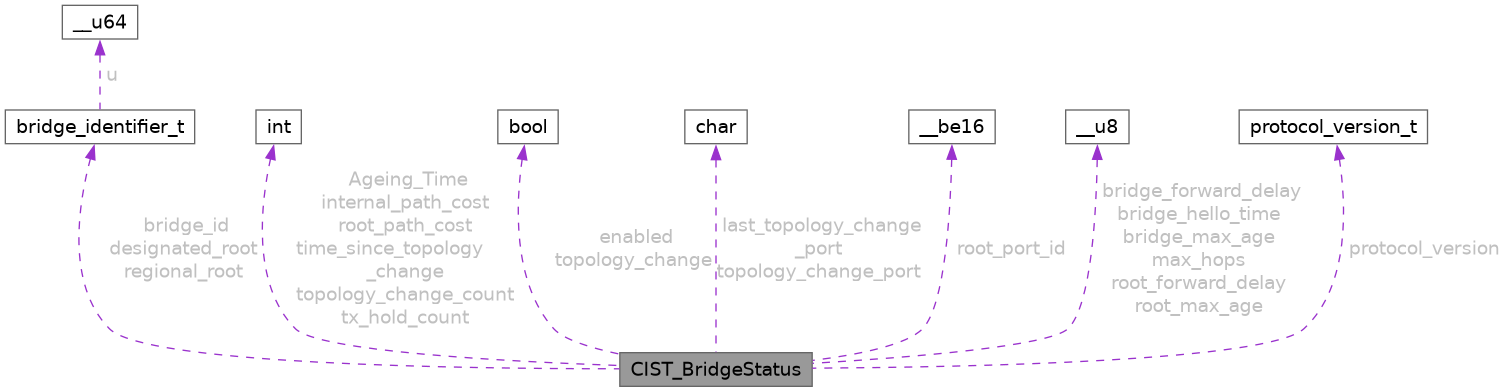 __u64
u
bridge_identifier_t
int
bool
char
__be16
__u8
protocol_version_t
bridge_id
designated_root
regional_root
Ageing_Time
internal_path_cost
root_path_cost
time_since_topology
_change
topology_change_count
tx_hold_count
enabled
topology_change
last_topology_change
_port
topology_change_port
root_port_id
bridge_forward_delay
bridge_hello_time
bridge_max_age
max_hops
root_forward_delay
root_max_age
protocol_version
CIST_BridgeStatus